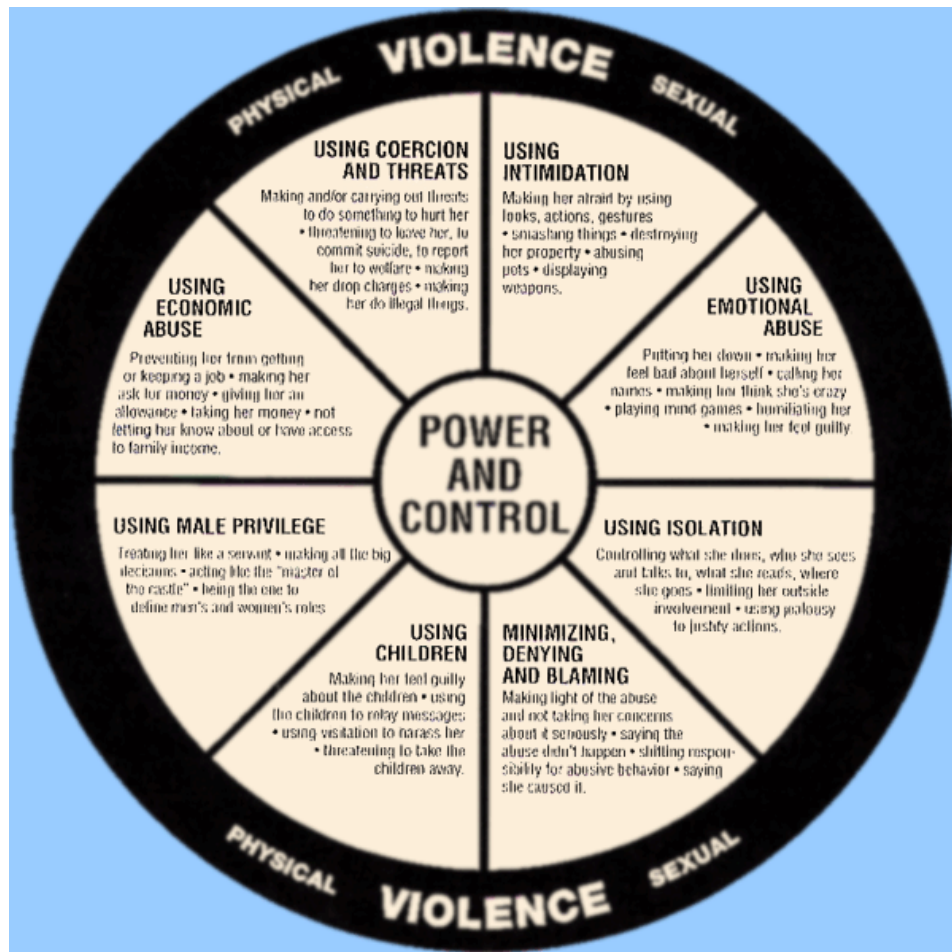 PHYSICAL VIOLENCE SEXUAL
USING COERCION
AND THREATS
Making and/or carrying out threats
to do something to hurt her
• threatening to leave her, to
commit suicide, to report
her to welfare • making
her drop charges • making
her do illegal things.
USING
INTIMIDATION
Making her afraid by using
looks, actions, gestures
• smashing things • destroying
her property • abusing
pets • displaying
weapons.
USING
EMOTIONAL
ABUSE
Putting her down • making her
feel bad about herself • calling her
names • making her think she's crazy
• playing mind games • humiliating her
• making her feel guilty
USING ISOLATION
Controlling what she does, who she sees
and talks to, what she reads, where
she goes • limiting her outside
involvement • using jealousy
to justify actions.
MINIMIZING,
DENYING
AND BLAMING
Making light of the abuse
and not taking her concerns
about it seriously • saying the
abuse didn't happen • shifting respon-
sibility for abusive behavior • saying
she caused it.
USING
CHILDREN
Making her feel guilty
about the children • using
the children to relay messages
• using visitation to harass her
• threatening to take the
children away.
USING MALE PRIVILEGE
Treating her like a servant • making all the big
decisions • acting like the "master of
the castle" • being the one to
define men's and women's roles
USING
ECONOMIC
ABUSE
Preventing her from getting
or keeping a job • making her
ask for money • giving her an
allowance • taking her money • not
letting her know about or have access
to family income.
POWER
AND
CONTROL
PHYSICAL VIOLENCE SEXUAL